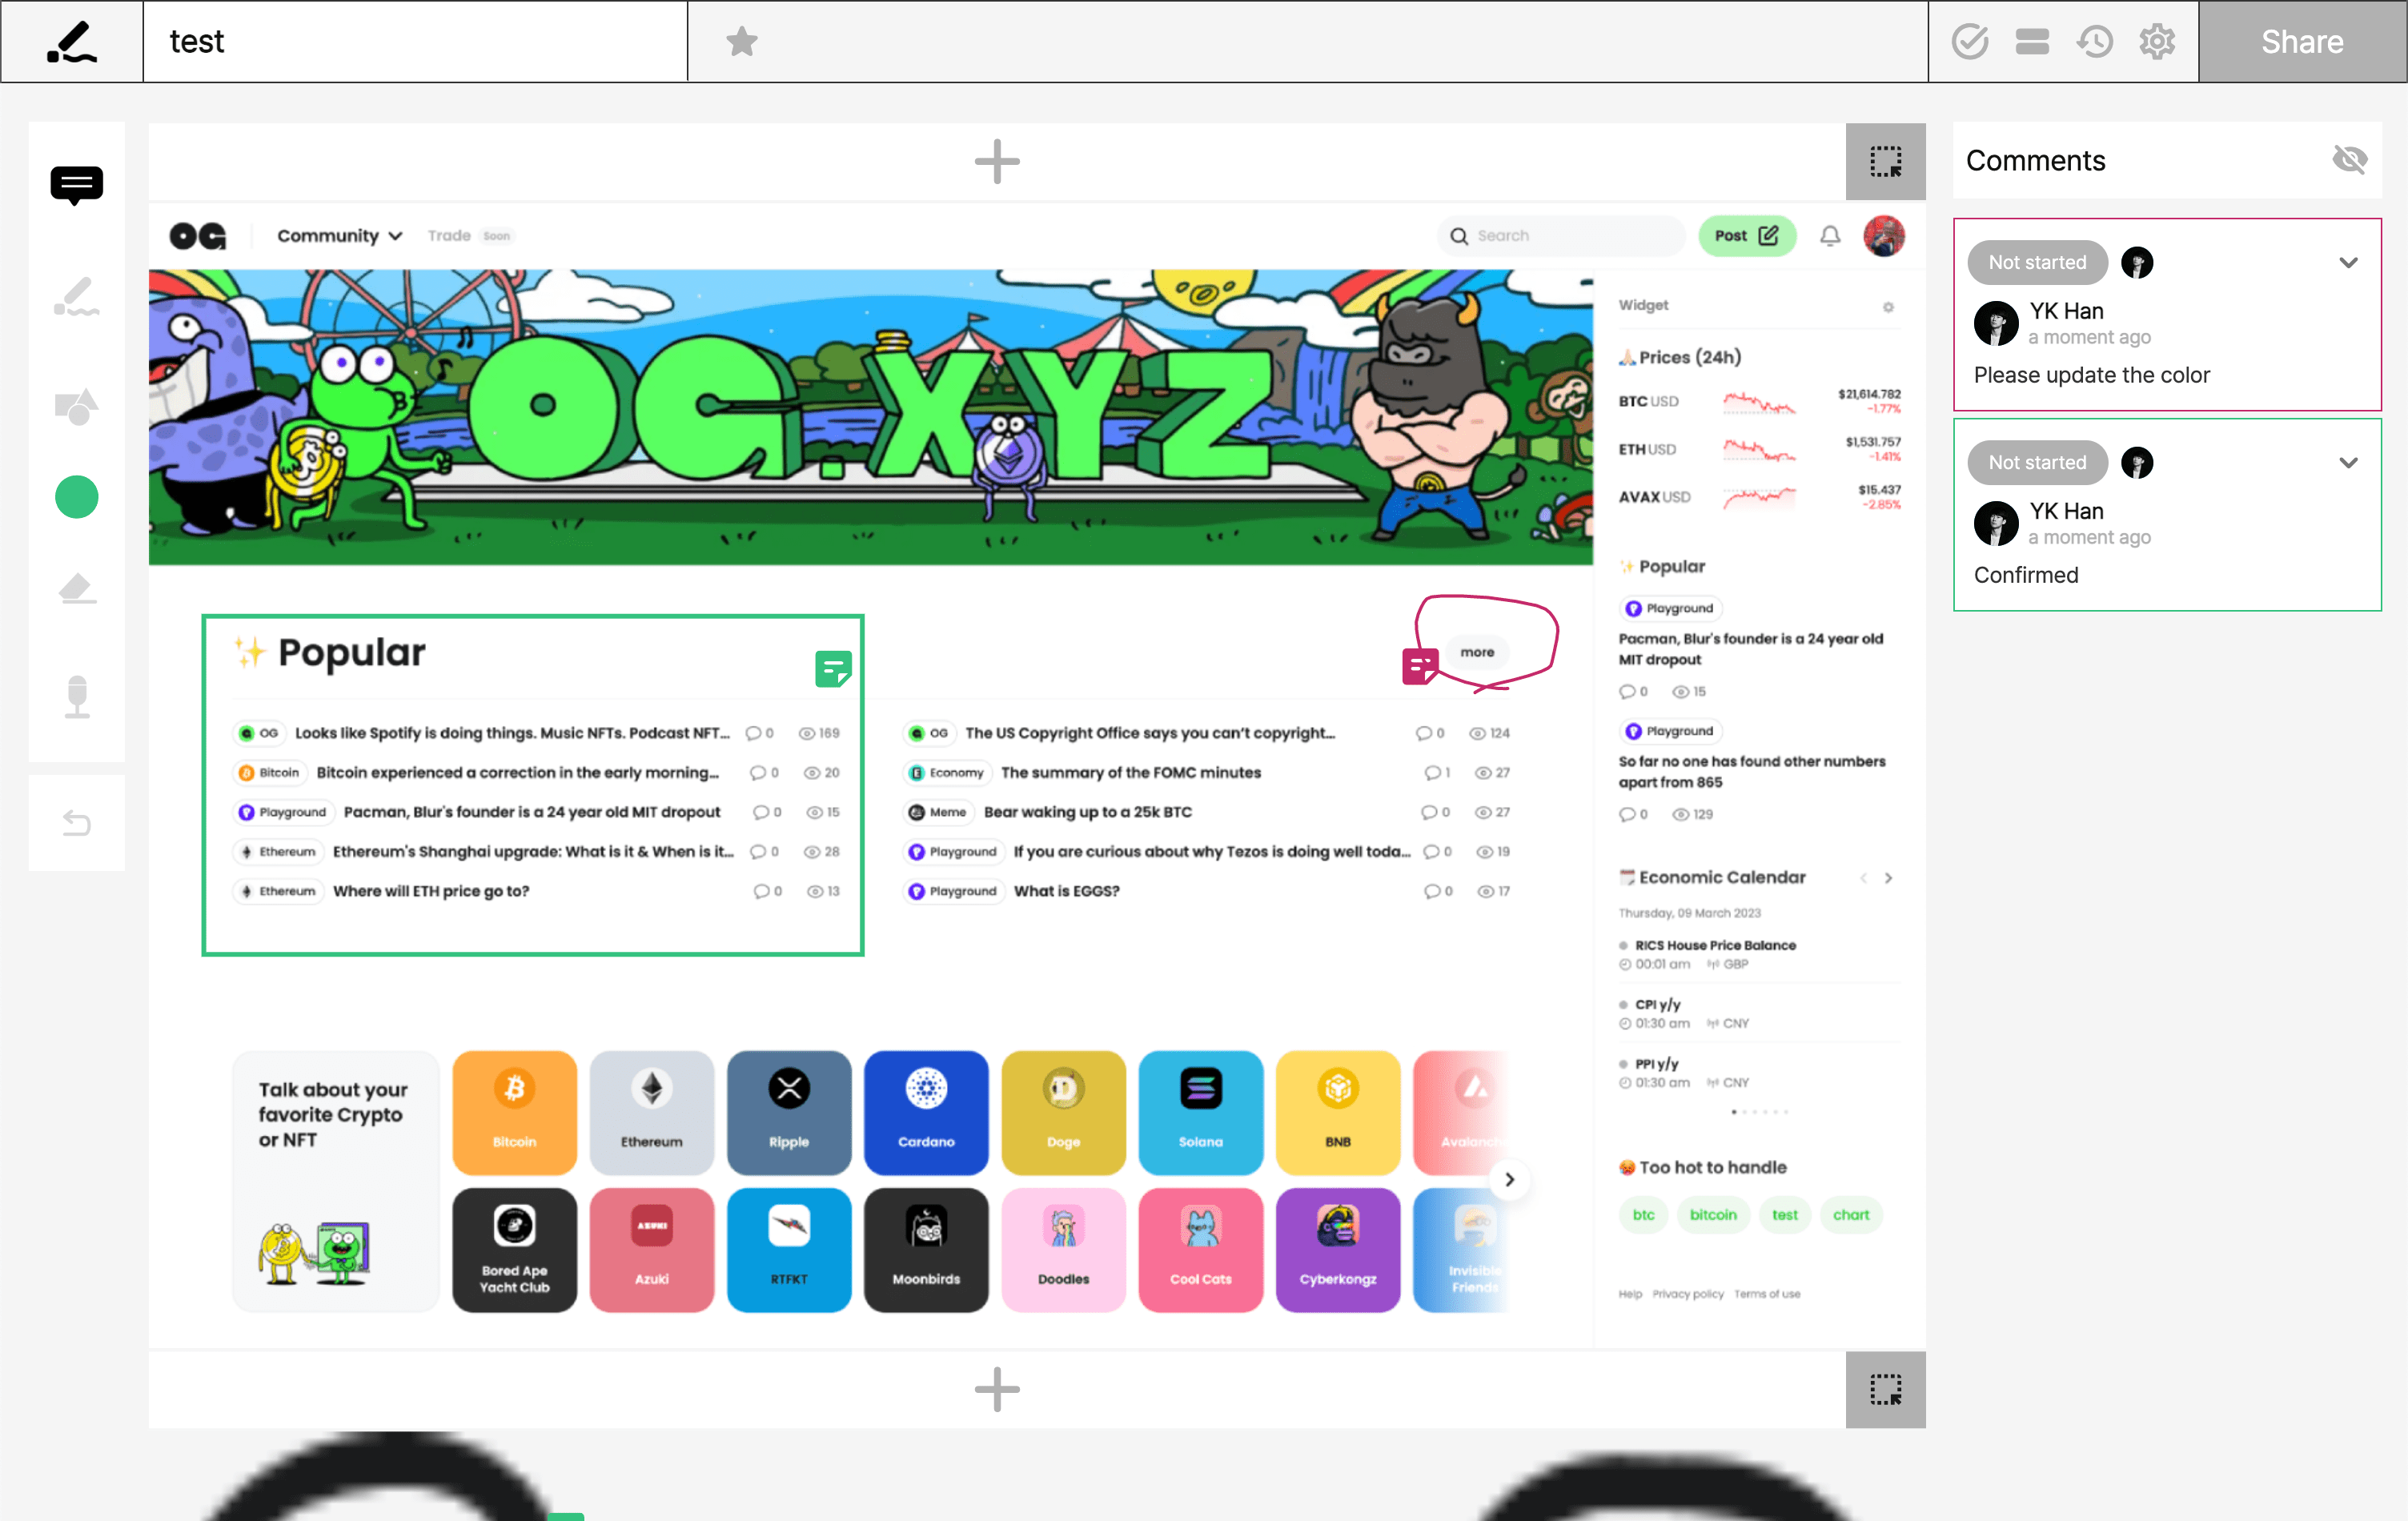 test
Share
Comments
OG
Community
Trade Soon
Search
Post
OG.XYZ
Not started
YK Han
a moment ago
Please update the color
Not started
YK Han
a moment ago
Confirmed
Popular
more
OG Looks like Spotify is doing things. Music NFTs. Podcast NFT... 0 169
Bitcoin Bitcoin experienced a correction in the early morning... 0 20
Playground Pacman, Blur's founder is a 24 year old MIT dropout 0 15
Ethereum Ethereum's Shanghai upgrade: What is it & When is it... 0 28
Ethereum Where will ETH price go to? 0 13
OG The US Copyright Office says you can't copyright... 0 124
Economy The summary of the FOMC minutes 1 27
Meme Bear waking up to a 25k BTC 0 27
Playground If you are curious about why Tezos is doing well toda... 0 19
Playground What is EGGS? 0 17
Talk about your
favorite Crypto
or NFT
Bitcoin
Ethereum
Ripple
Cardano
Doge
Solana
BNB
Avalanch
Bored Ape
Yacht Club
AZUKI
Azuki
RTFKT
Moonbirds
Doodles
Cool Cats
Cyberkongz
Invisible
Friends
Widget
Prices (24h)
BTC USD $21,614.782
-1.77%
ETH USD $1,531.757
-1.41%
AVAX USD $15.437
-2.85%
Popular
Playground
Pacman, Blur's founder is a 24 year old
MIT dropout
0 15
Playground
So far no one has found other numbers
apart from 865
0 129
Economic Calendar
Thursday, 09 March 2023
RICS House Price Balance
00:01 am GBP
CPI y/y
01:30 am CNY
PPI y/y
01:30 am CNY
Too hot to handle
btc bitcoin test chart
Help Privacy policy Terms of use